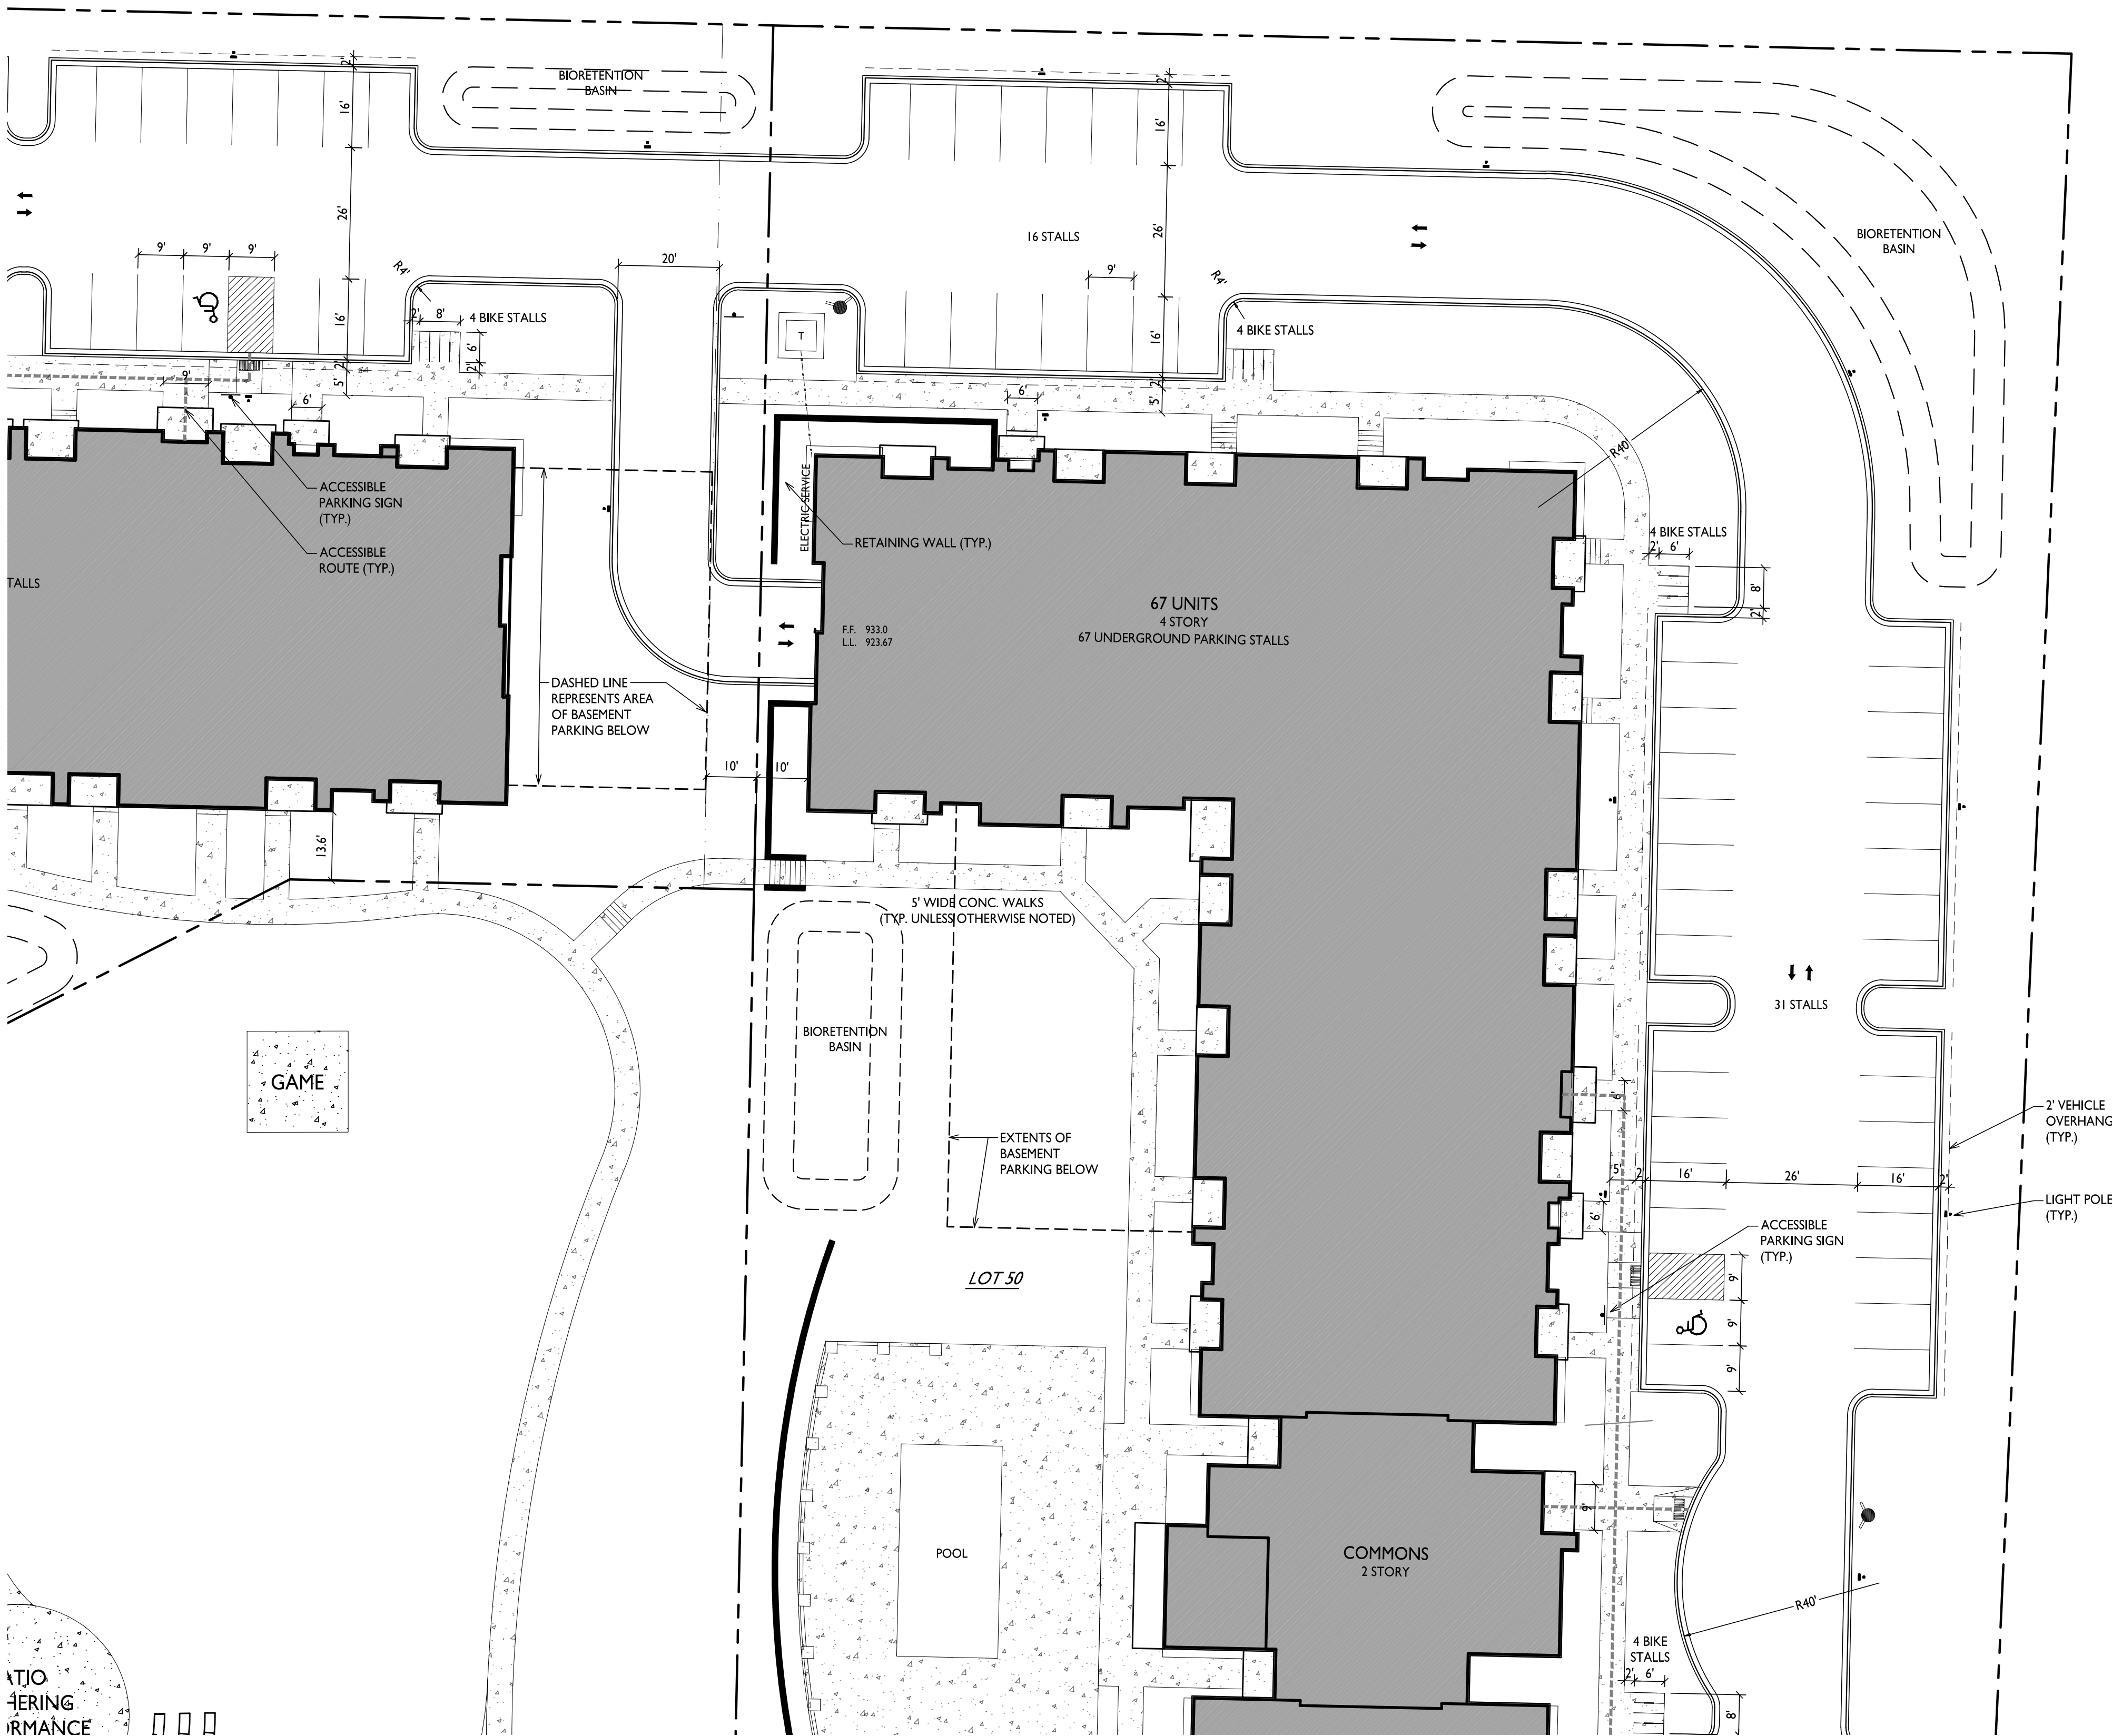 BIORETENTION
BASIN
2'
16'
26'
16'
2'
5'
9'
9'
9'
R4'
2'
8'
4 BIKE STALLS
6'
2'
9'
6'
20'
T
2'
16'
16 STALLS
26'
9'
R4'
16'
2'
5'
6'
4 BIKE STALLS
BIORETENTION
BASIN
R40'
ACCESSIBLE
PARKING SIGN
(TYP.)
ACCESSIBLE
ROUTE (TYP.)
TALLS
ELECTRIC SERVICE
RETAINING WALL (TYP.)
67 UNITS
4 STORY
67 UNDERGROUND PARKING STALLS
F.F. 933.0
L.L. 923.67
4 BIKE STALLS
2'
6'
8'
2'
DASHED LINE
REPRESENTS AREA
OF BASEMENT
PARKING BELOW
10'
10'
13.6'
5' WIDE CONC. WALKS
(TYP. UNLESS OTHERWISE NOTED)
BIORETENTION
BASIN
31 STALLS
GAME
EXTENTS OF
BASEMENT
PARKING BELOW
6'
2' VEHICLE
OVERHANG
(TYP.)
5'
2'
16'
26'
16'
2'
LIGHT POLE
(TYP.)
6'
ACCESSIBLE
PARKING SIGN
(TYP.)
9'
9'
9'
LOT 50
POOL
COMMONS
2 STORY
9'
R40'
4 BIKE
STALLS
2'
6'
8'
ATIO
HERING
ORMANCE